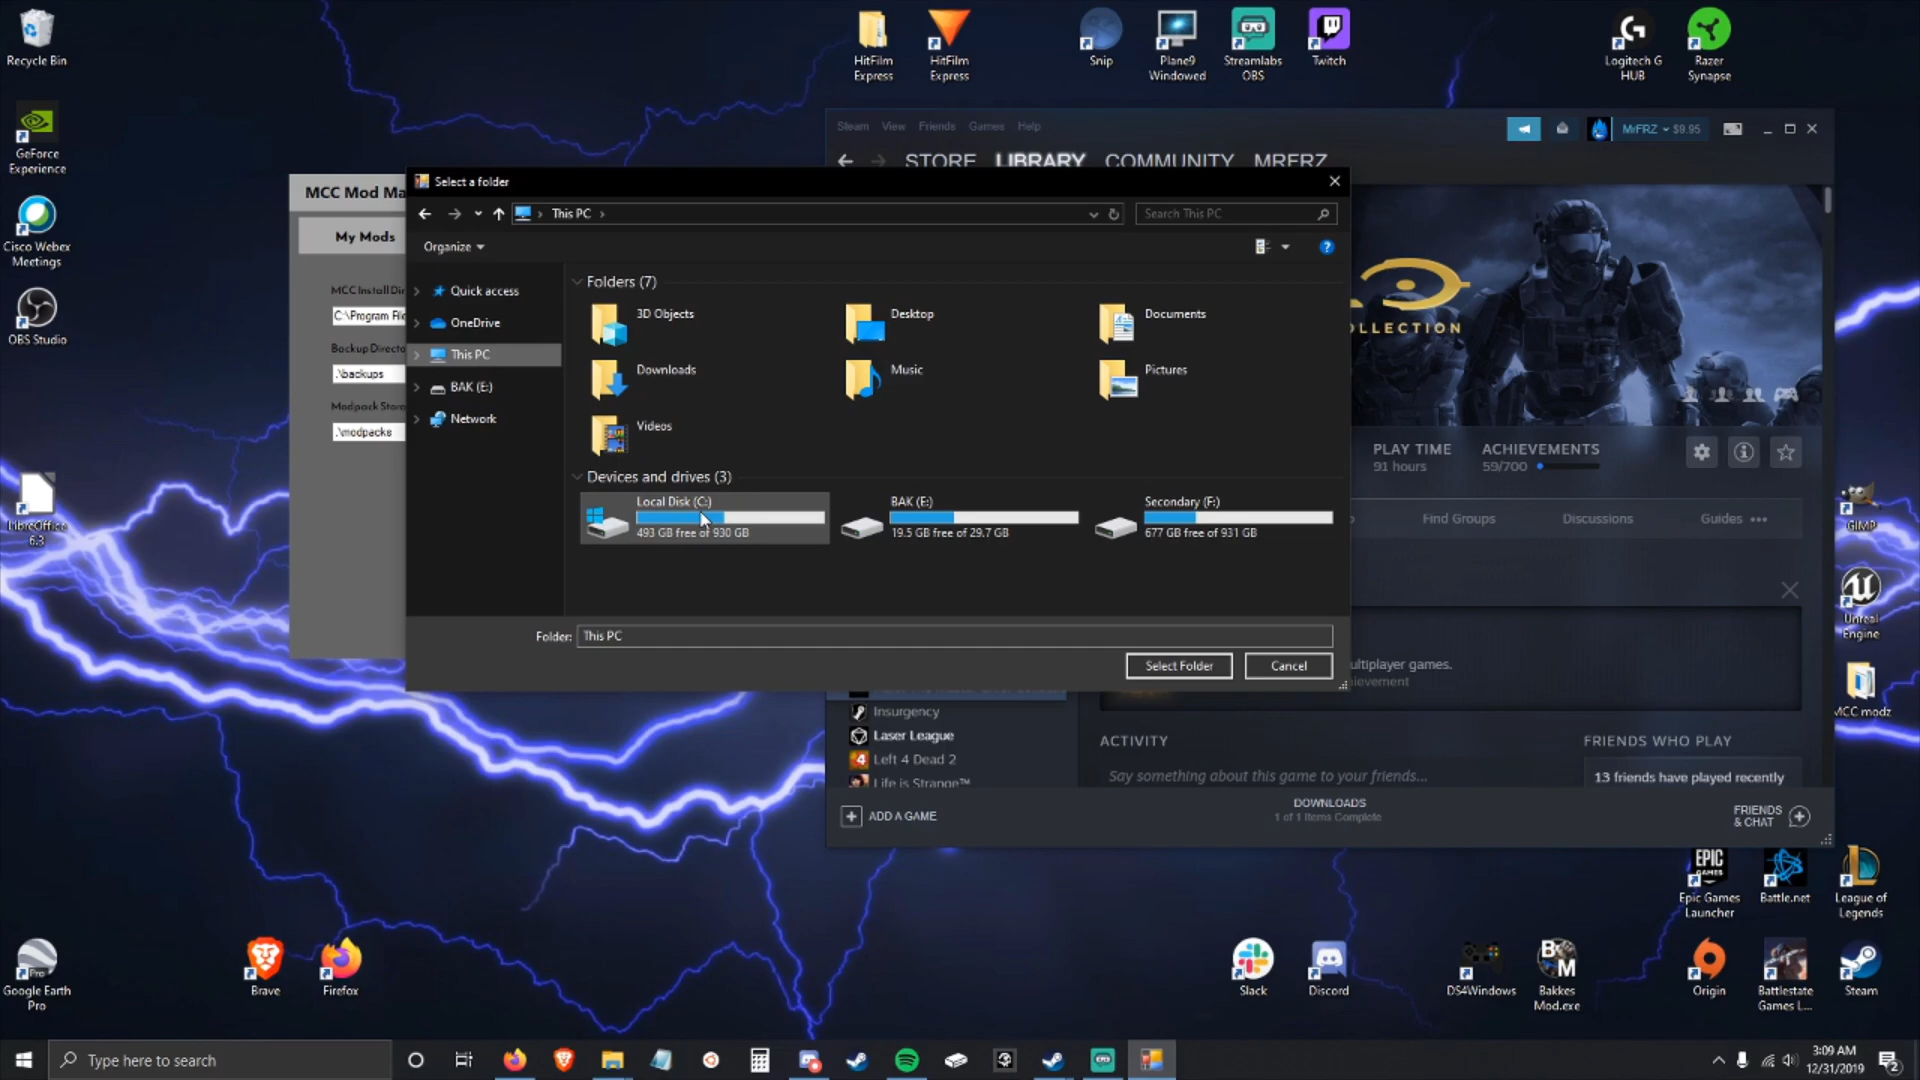 Recycle Bin
GeForce
Experience
Cisco Webex
Meetings
OBS Studio
LibreOffice
6.3
Google Earth
Pro
Brave
Firefox
HitFilm
Express
HitFilm
Express
Snip
Plane9
Windowed
Streamlabs
OBS
Twitch
Logitech G
HUB
Razer
Synapse
Steam View Friends Games Help
MrFRZ $9.95
STORE LIBRARY COMMUNITY MRFRZ
MCC Mod Ma
My Mods
MCC Install Dir
C:\Program File
Backup Directo
.\backups
Modpack Stora
.\modpacks
Select a folder
This PC
Search This PC
Organize
Quick access
OneDrive
This PC
BAK (E:)
Network
Folders (7)
3D Objects
Desktop
Documents
Downloads
Music
Pictures
Videos
Devices and drives (3)
Local Disk (C:)
493 GB free of 930 GB
BAK (E:)
19.5 GB free of 29.7 GB
Secondary (F:)
677 GB free of 931 GB
Folder: This PC
Select Folder
Cancel
LLECTION
PLAY TIME
91 hours
ACHIEVEMENTS
59/700
Find Groups
Discussions
Guides
ultiplayer games.
ievement
Insurgency
Laser League
Left 4 Dead 2
Life is Strange™
ACTIVITY
Say something about this game to your friends...
FRIENDS WHO PLAY
13 friends have played recently
ADD A GAME
DOWNLOADS
1 of 1 Items Complete
FRIENDS
& CHAT
GIMP
Unreal
Engine
MCC modz
Epic Games
Launcher
Battle.net
League of
Legends
Slack
Discord
DS4Windows
Bakkes
Mod.exe
Origin
Battlestate
Games L...
Steam
Type here to search
3:09 AM
12/31/2019
2